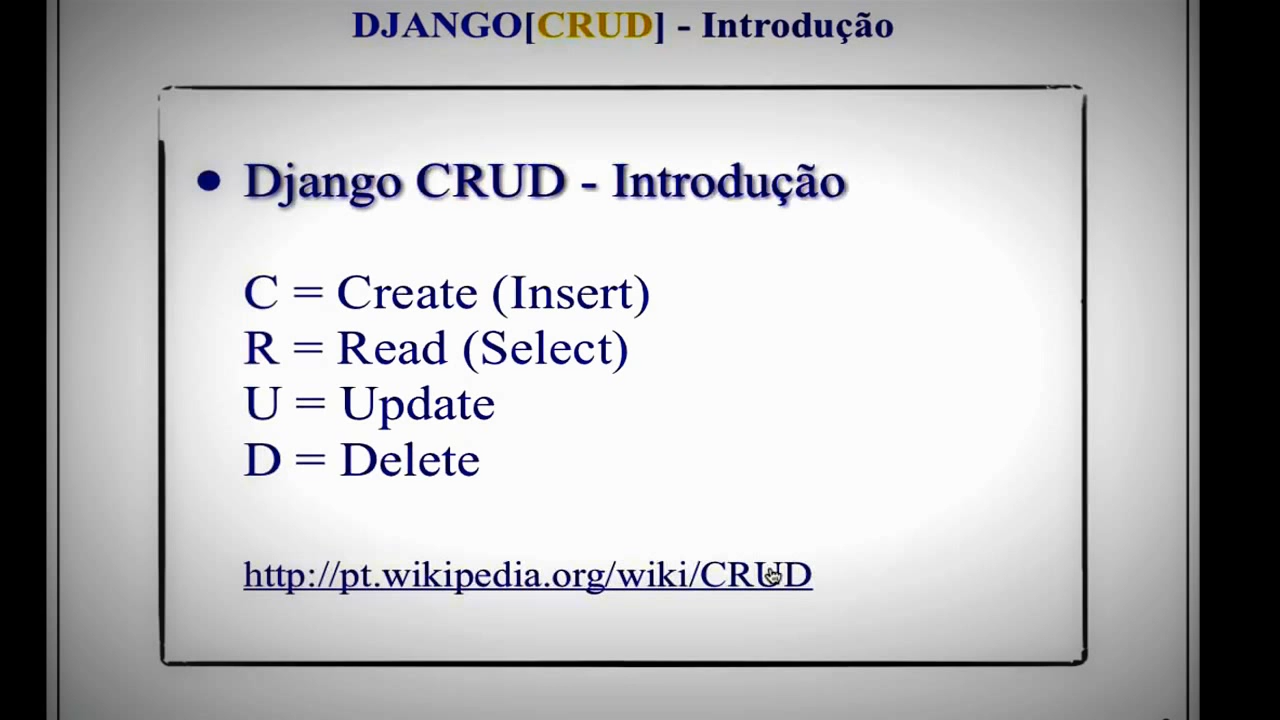 DJANGO[CRUD] - Introdução
• Django CRUD - Introdução
C = Create (Insert)
R = Read (Select)
U = Update
D = Delete
http://pt.wikipedia.org/wiki/CRUD